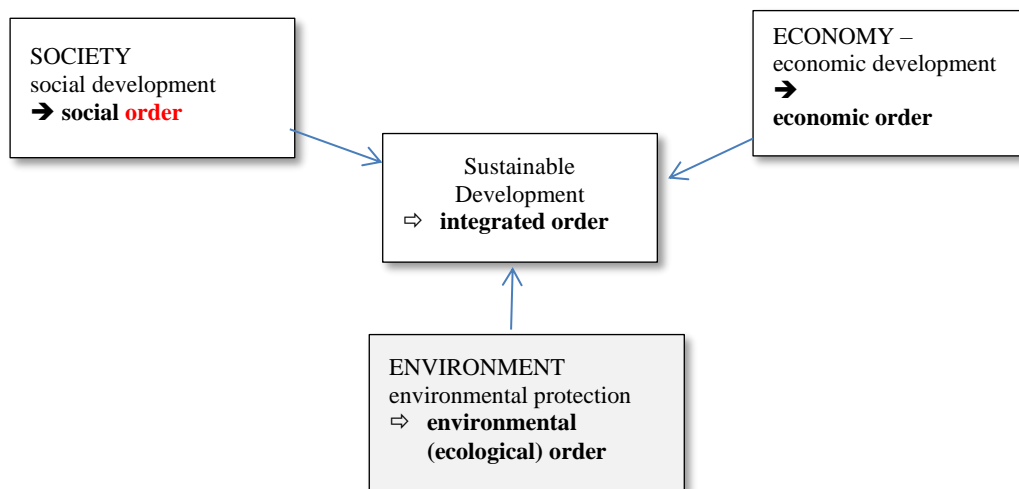 SOCIETY
social development
➔ social order
ECONOMY –
economic development
➔
economic order
Sustainable
Development
⇨ integrated order
ENVIRONMENT
environmental protection
⇨ environmental
(ecological) order